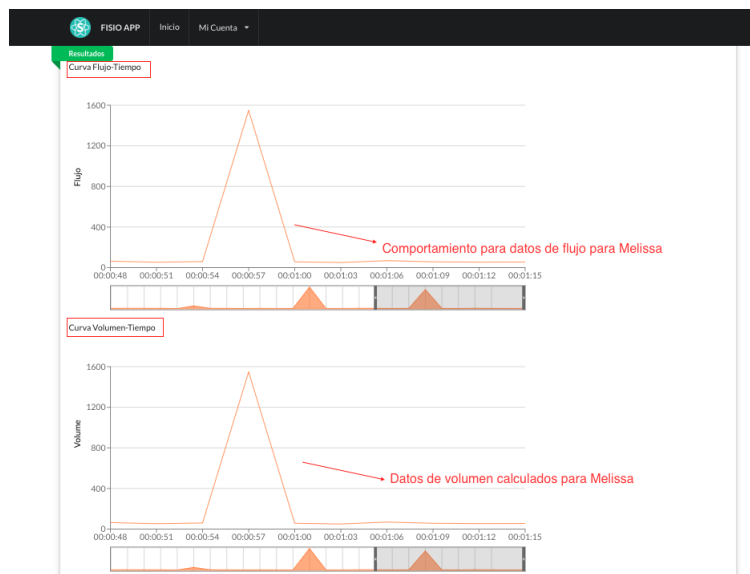 FISIO APP Inicio Mi Cuenta
Resultados
Curva Flujo-Tiempo
1600
1200
800
400
0
Flujo
Comportamiento para datos de flujo para Melissa
00:00:48 00:00:51 00:00:54 00:00:57 00:01:00 00:01:03 00:01:06 00:01:09 00:01:12 00:01:15
Curva Volumen-Tiempo
1600
1200
800
400
0
Volume
Datos de volumen calculados para Melissa
00:00:48 00:00:51 00:00:54 00:00:57 00:01:00 00:01:03 00:01:06 00:01:09 00:01:12 00:01:15